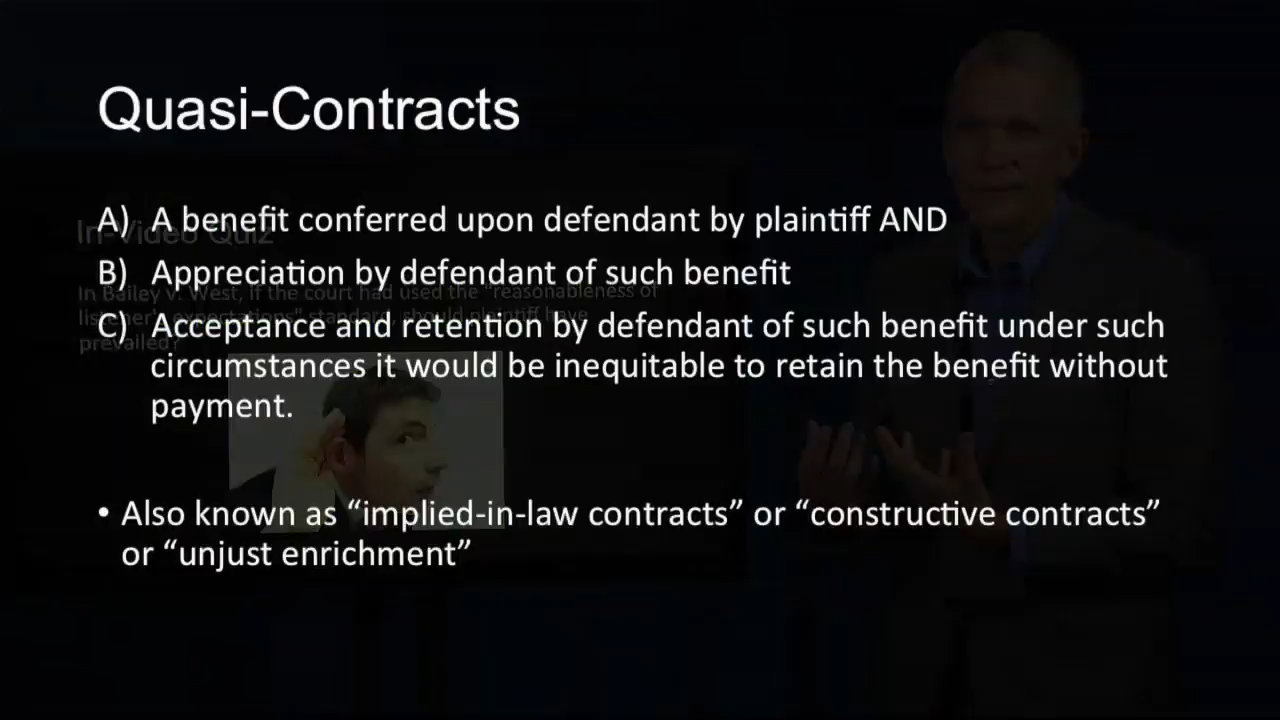 Quasi-Contracts
A) A benefit conferred upon defendant by plaintiff AND
B) Appreciation by defendant of such benefit
C) Acceptance and retention by defendant of such benefit under such
circumstances it would be inequitable to retain the benefit without
payment.
• Also known as “implied-in-law contracts” or “constructive contracts”
or “unjust enrichment”
In-Video Quiz
In Bailey v. West, if the court had used the "reasonableness of
listener's expectations" standard, should plaintiff have
prevailed?